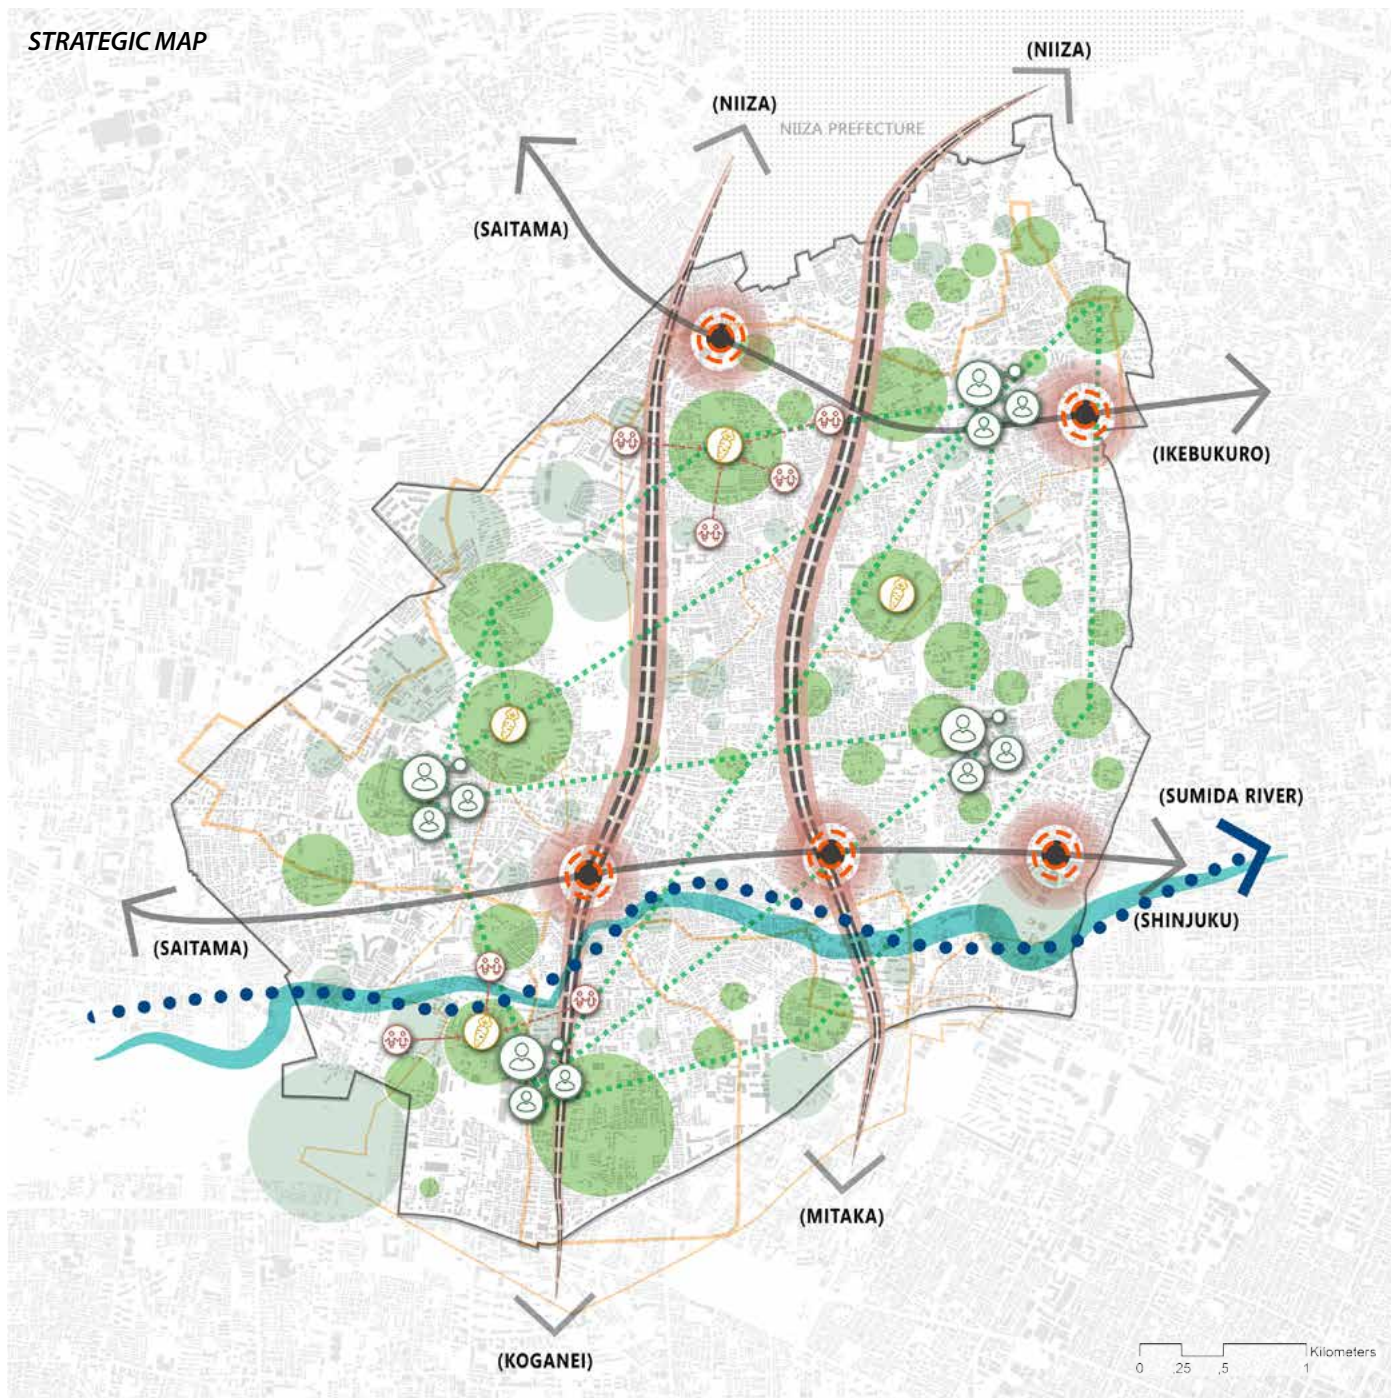 STRATEGIC MAP
(NIIZA)
(NIIZA)
NIIZA PREFECTURE
(SAITAMA)
(IKEBUKURO)
(SUMIDA RIVER)
(SHINJUKU)
(SAITAMA)
(MITAKA)
(KOGANEI)
Kilometers
0 .25 ,5 1